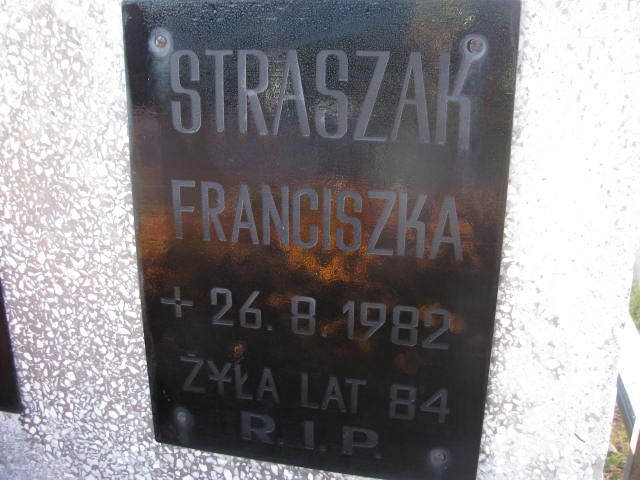 STRASZAK
FRANCISZKA
+ 26. 8. 1982
ŻYŁA LAT 84
R.I.P.